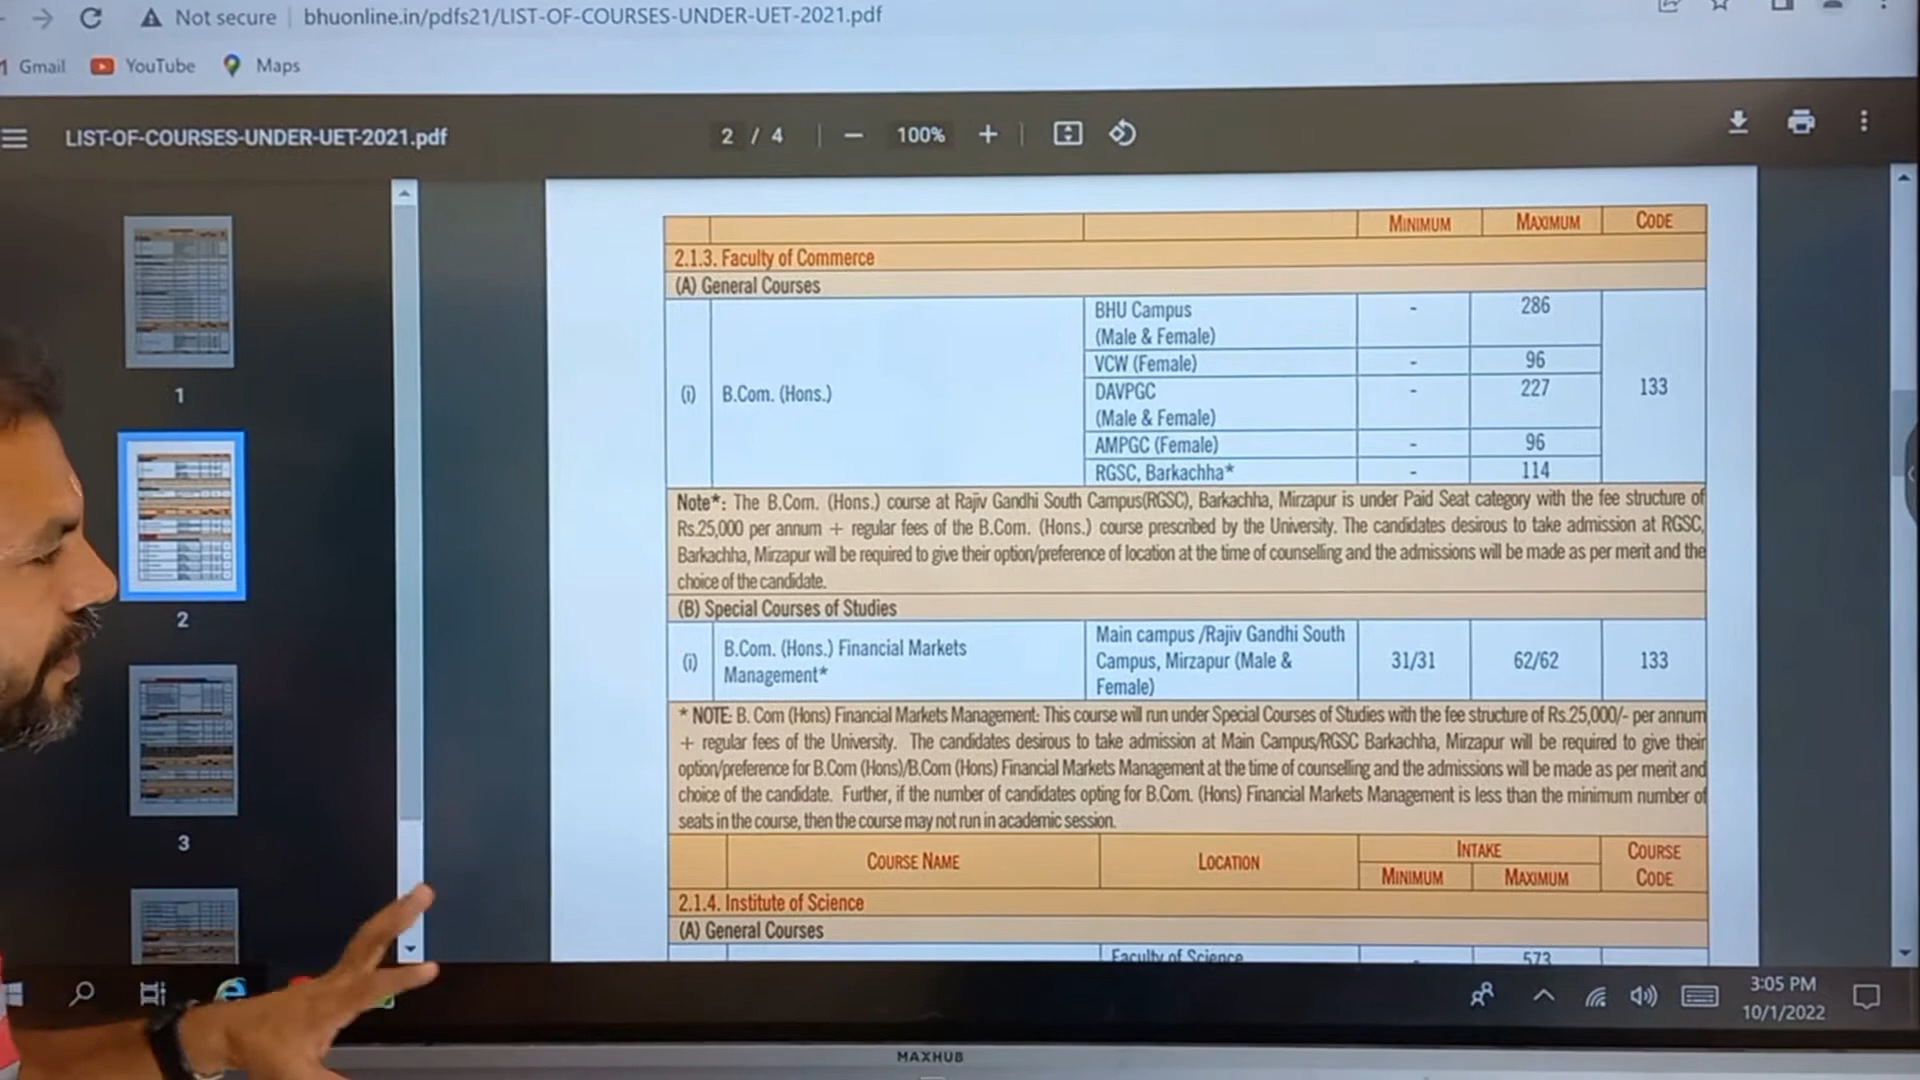 Not secure | bhuonline.in/pdfs21/LIST-OF-COURSES-UNDER-UET-2021.pdf
Gmail YouTube Maps
LIST-OF-COURSES-UNDER-UET-2021.pdf 2 / 4 | − 100% + |
1
2
3
MINIMUM MAXIMUM CODE
2.1.3. Faculty of Commerce
(A) General Courses
(i) B.Com. (Hons.)
BHU Campus
(Male & Female) - 286
VCW (Female) - 96
DAVPGC
(Male & Female) - 227
AMPGC (Female) - 96
RGSC, Barkachha* - 114
133
Note*: The B.Com. (Hons.) course at Rajiv Gandhi South Campus(RGSC), Barkachha, Mirzapur is under Paid Seat category with the fee structure of
Rs.25,000 per annum + regular fees of the B.Com. (Hons.) course prescribed by the University. The candidates desirous to take admission at RGSC,
Barkachha, Mirzapur will be required to give their option/preference of location at the time of counselling and the admissions will be made as per merit and the
choice of the candidate.
(B) Special Courses of Studies
(i) B.Com. (Hons.) Financial Markets
Management*
Main campus /Rajiv Gandhi South
Campus, Mirzapur (Male &
Female)
31/31 62/62 133
* NOTE: B. Com (Hons) Financial Markets Management: This course will run under Special Courses of Studies with the fee structure of Rs.25,000/- per annum
+ regular fees of the University. The candidates desirous to take admission at Main Campus/RGSC Barkachha, Mirzapur will be required to give their
option/preference for B.Com (Hons)/B.Com (Hons) Financial Markets Management at the time of counselling and the admissions will be made as per merit and
choice of the candidate. Further, if the number of candidates opting for B.Com. (Hons) Financial Markets Management is less than the minimum number of
seats in the course, then the course may not run in academic session.
COURSE NAME LOCATION INTAKE COURSE
MINIMUM MAXIMUM CODE
2.1.4. Institute of Science
(A) General Courses
Faculty of Science - 573
3:05 PM
10/1/2022
MAXHUB